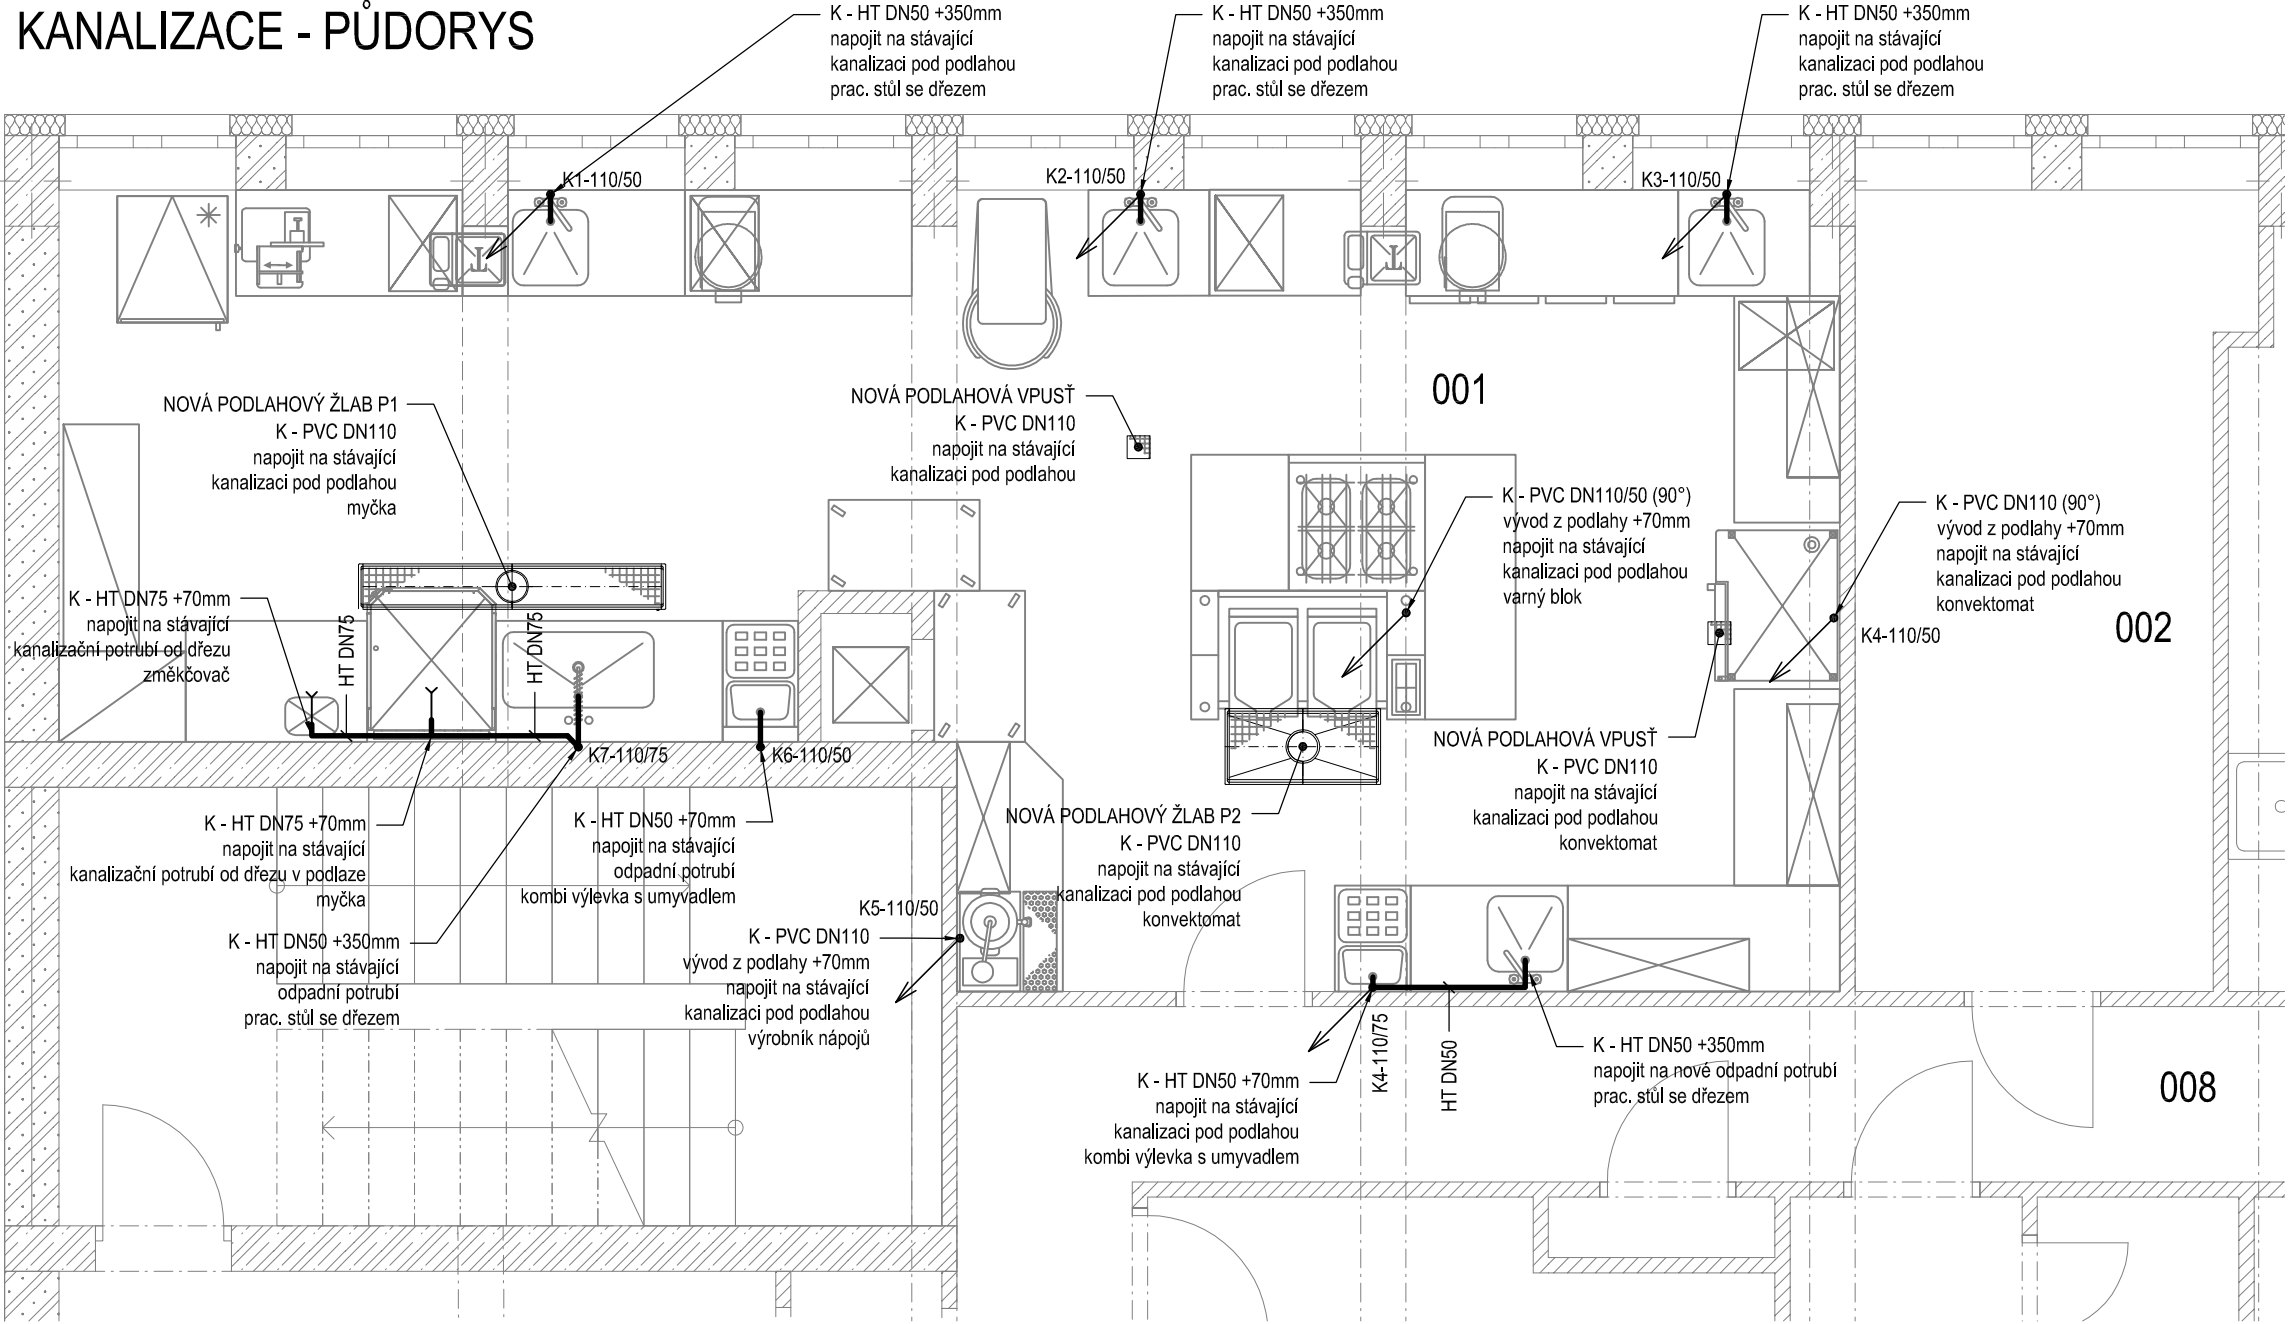 KANALIZACE - PŮDORYS
K - HT DN50 +350mm
napojit na stávající
kanalizaci pod podlahou
prac. stůl se dřezem
K - HT DN50 +350mm
napojit na stávající
kanalizaci pod podlahou
prac. stůl se dřezem
K - HT DN50 +350mm
napojit na stávající
kanalizaci pod podlahou
prac. stůl se dřezem
K1-110/50
K2-110/50
K3-110/50
NOVÁ PODLAHOVÝ ŽLAB P1
K - PVC DN110
napojit na stávající
kanalizaci pod podlahou
myčka
NOVÁ PODLAHOVÁ VPUSŤ
K - PVC DN110
napojit na stávající
kanalizaci pod podlahou
001
K - PVC DN110/50 (90°)
vývod z podlahy +70mm
napojit na stávající
kanalizaci pod podlahou
varný blok
K - PVC DN110 (90°)
vývod z podlahy +70mm
napojit na stávající
kanalizaci pod podlahou
konvektomat
K4-110/50
002
K - HT DN75 +70mm
napojit na stávající
kanalizační potrubí od dřezu
změkčovač
HT DN75
HT DN75
K7-110/75
K6-110/50
NOVÁ PODLAHOVÁ VPUSŤ
K - PVC DN110
napojit na stávající
kanalizaci pod podlahou
konvektomat
NOVÁ PODLAHOVÝ ŽLAB P2
K - PVC DN110
napojit na stávající
kanalizaci pod podlahou
konvektomat
K - HT DN75 +70mm
napojit na stávající
kanalizační potrubí od dřezu v podlaze
myčka
K - HT DN50 +70mm
napojit na stávající
odpadní potrubí
kombi výlevka s umyvadlem
K5-110/50
K - PVC DN110
vývod z podlahy +70mm
napojit na stávající
kanalizaci pod podlahou
výrobník nápojů
K - HT DN50 +350mm
napojit na stávající
odpadní potrubí
prac. stůl se dřezem
K4-110/75
HT DN50
K - HT DN50 +350mm
napojit na nové odpadní potrubí
prac. stůl se dřezem
K - HT DN50 +70mm
napojit na stávající
kanalizaci pod podlahou
kombi výlevka s umyvadlem
008